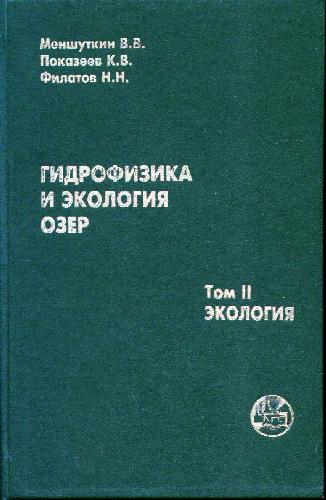 Меншуткин В.В.
Показеев К.В.
Филатов Н.Н.
ГИДРОФИЗИКА
И ЭКОЛОГИЯ
ОЗЕР
Том II
ЭКОЛОГИЯ